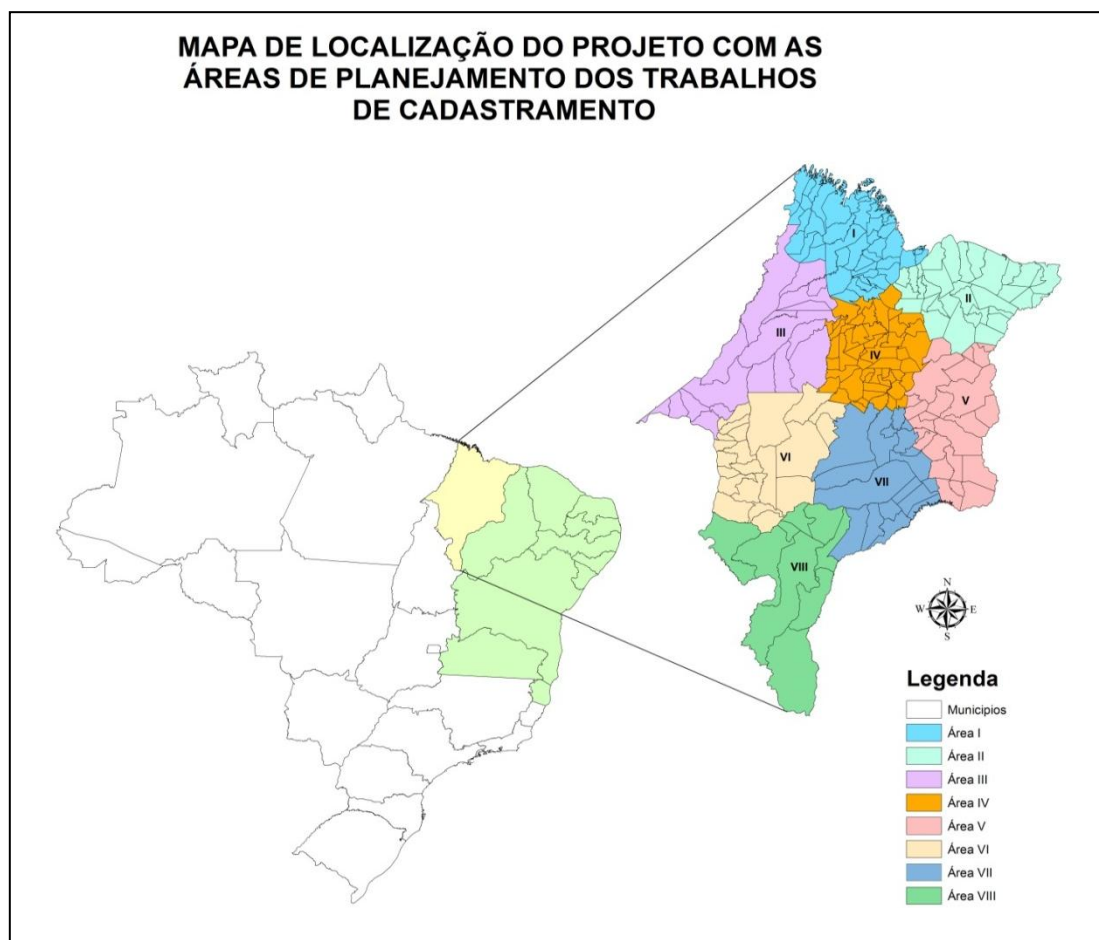 MAPA DE LOCALIZAÇÃO DO PROJETO COM AS
ÁREAS DE PLANEJAMENTO DOS TRABALHOS
DE CADASTRAMENTO
I
II
III
IV
V
VI
VII
VIII
N
W E
S
Legenda
Municipios
Área I
Área II
Área III
Área IV
Área V
Área VI
Área VII
Área VIII